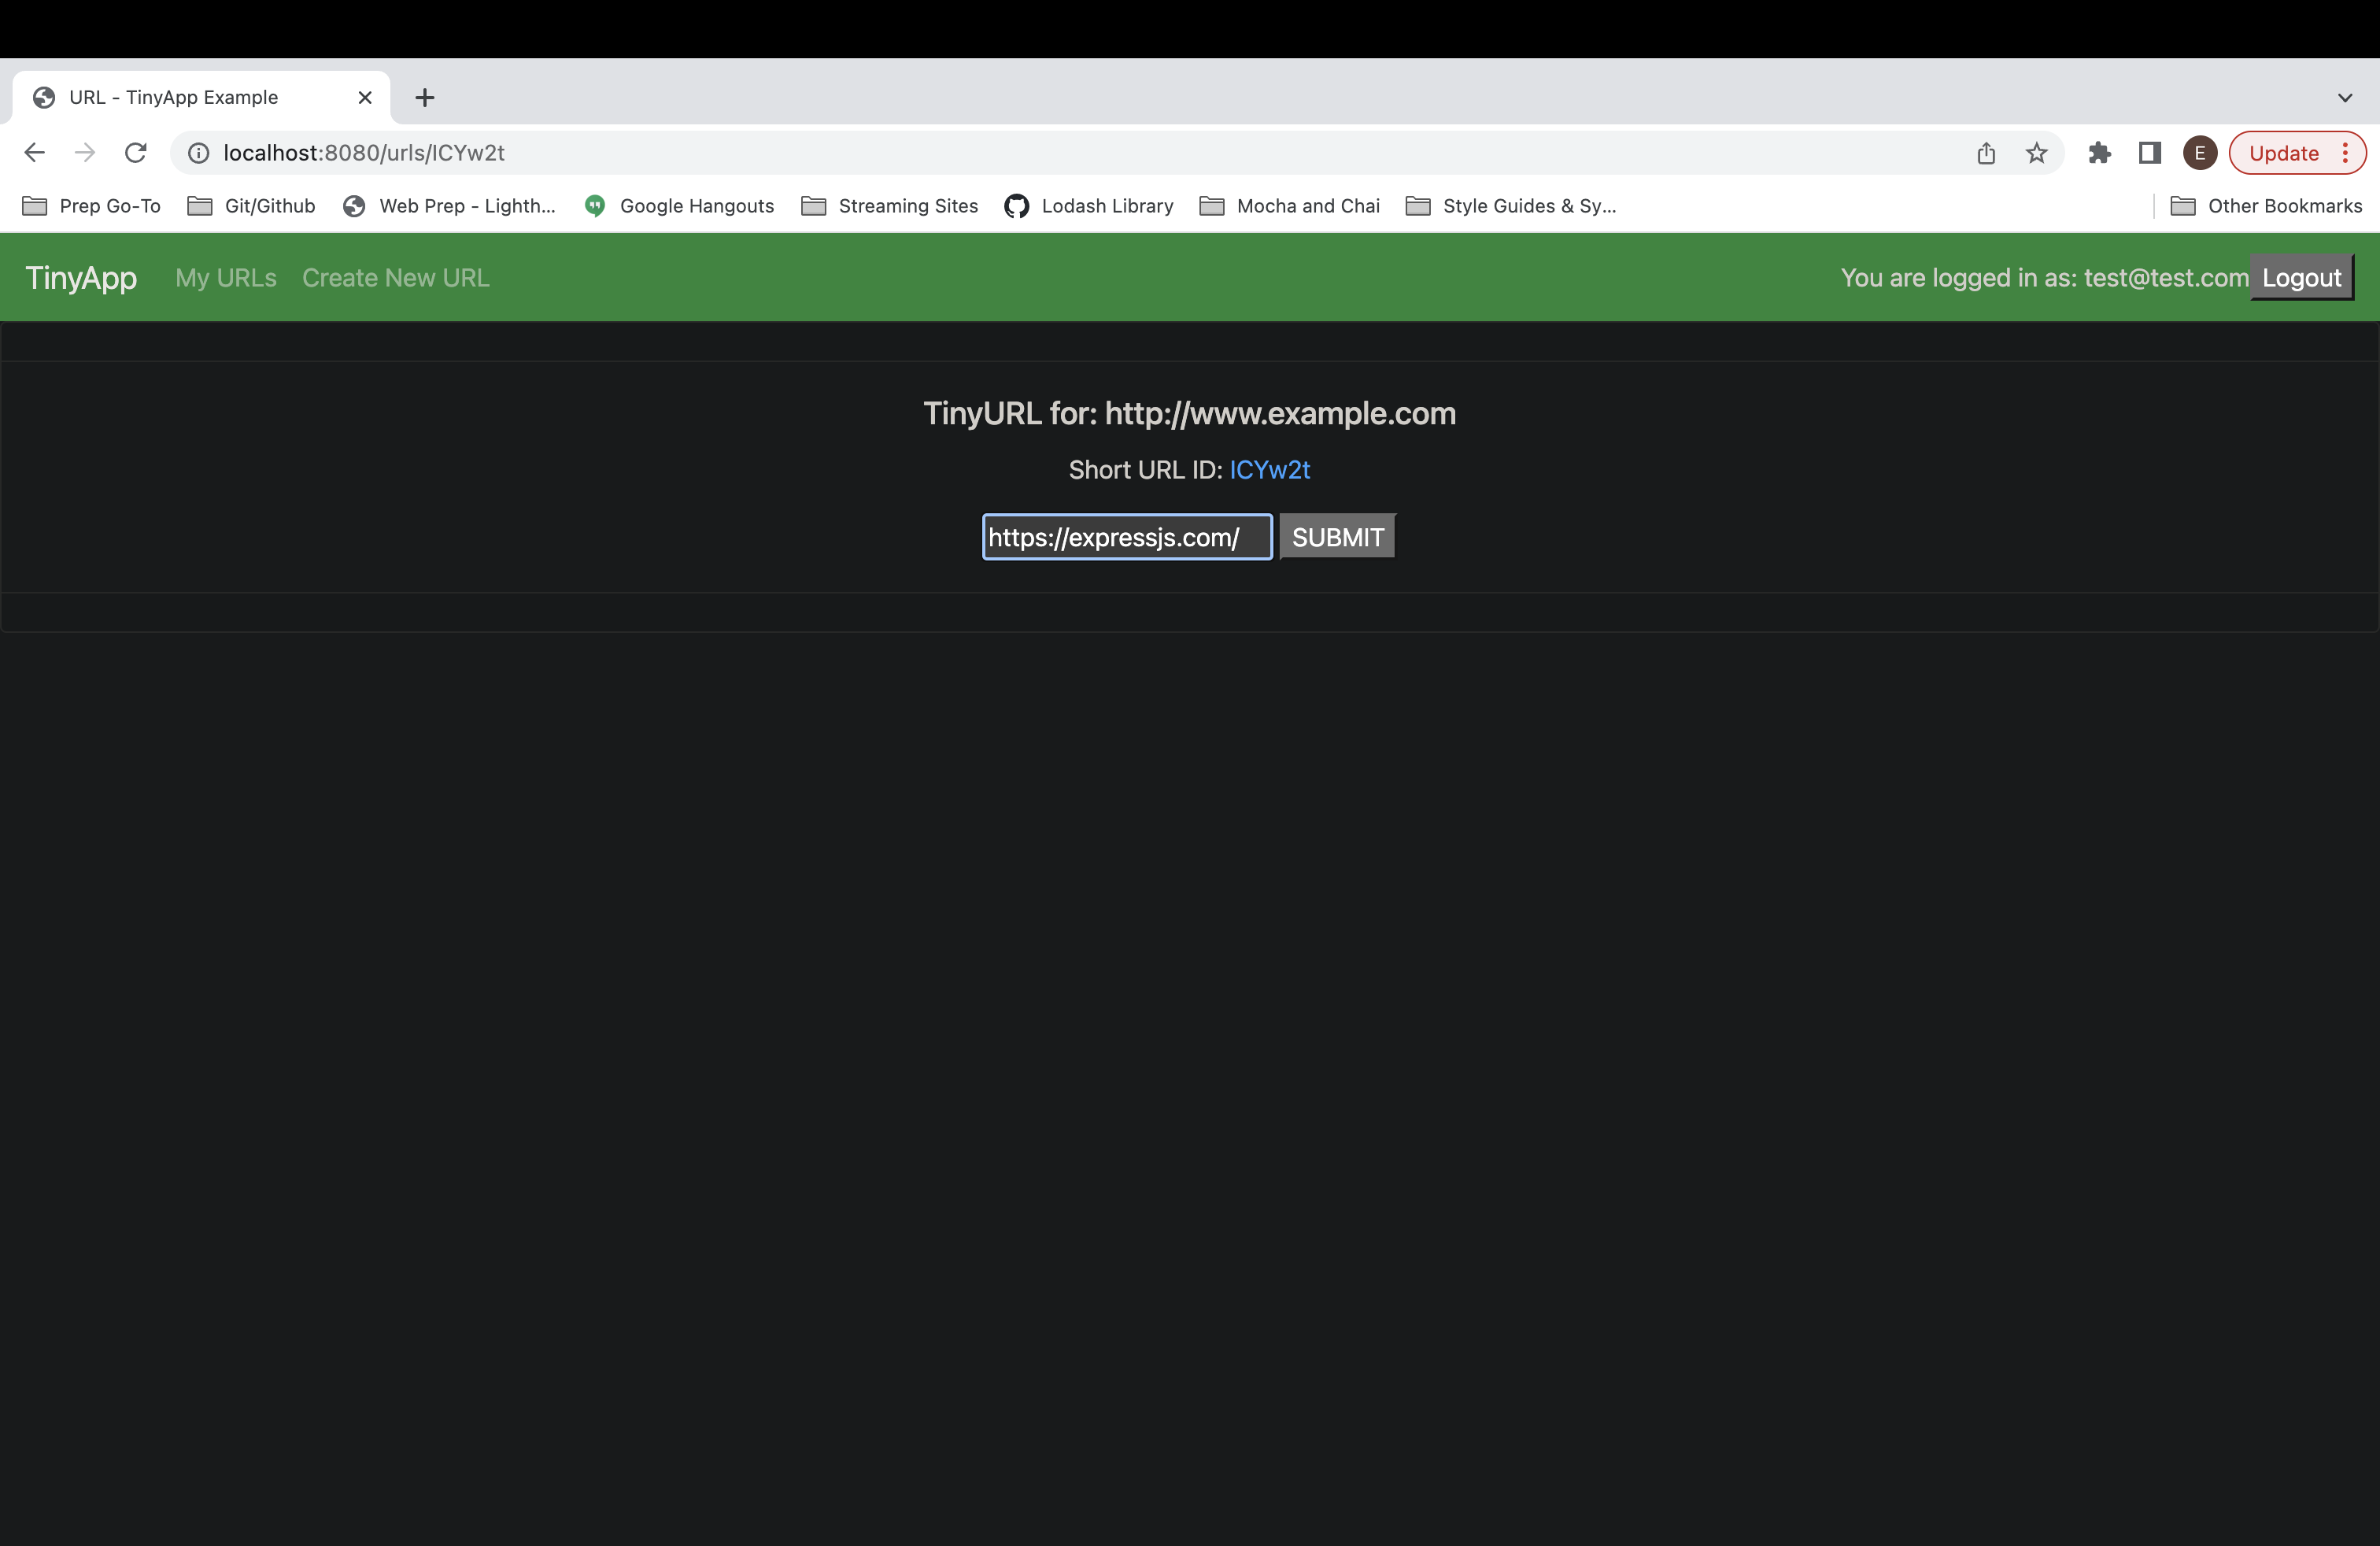 URL - TinyApp Example
localhost:8080/urls/ICYw2t
E
Update
Prep Go-To
Git/Github
Web Prep - Lighth...
Google Hangouts
Streaming Sites
Lodash Library
Mocha and Chai
Style Guides & Sy...
Other Bookmarks
TinyApp
My URLs
Create New URL
You are logged in as: test@test.com
Logout
TinyURL for: http://www.example.com
Short URL ID: ICYw2t
https://expressjs.com/
SUBMIT